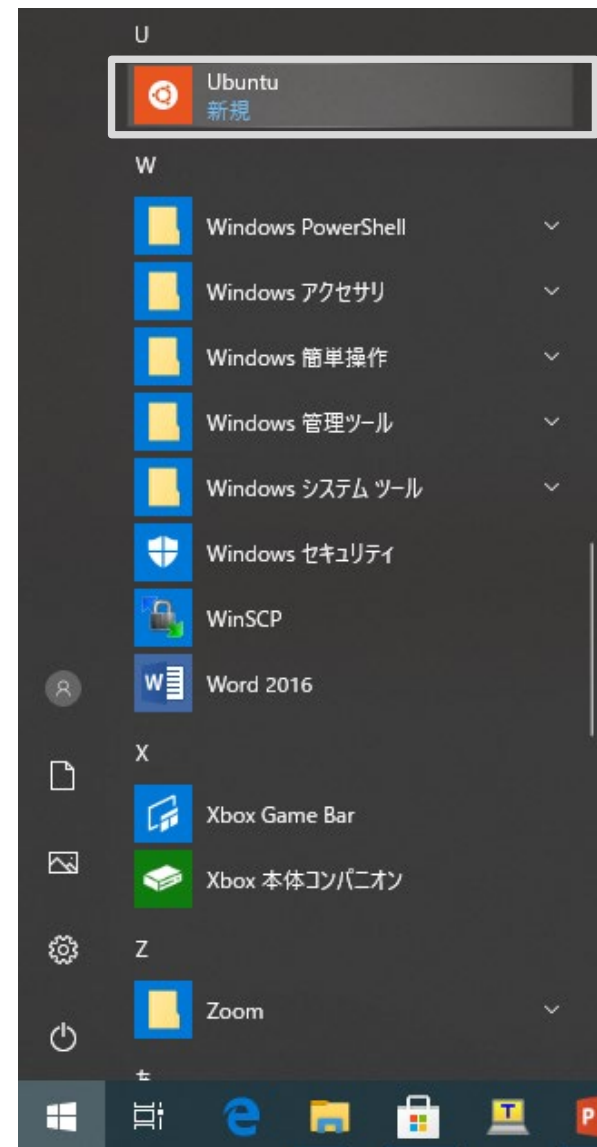 U
Ubuntu
新規
W
Windows PowerShell
Windows アクセサリ
Windows 簡単操作
Windows 管理ツール
Windows システム ツール
Windows セキュリティ
WinSCP
Word 2016
X
Xbox Game Bar
Xbox 本体コンパニオン
Z
Zoom